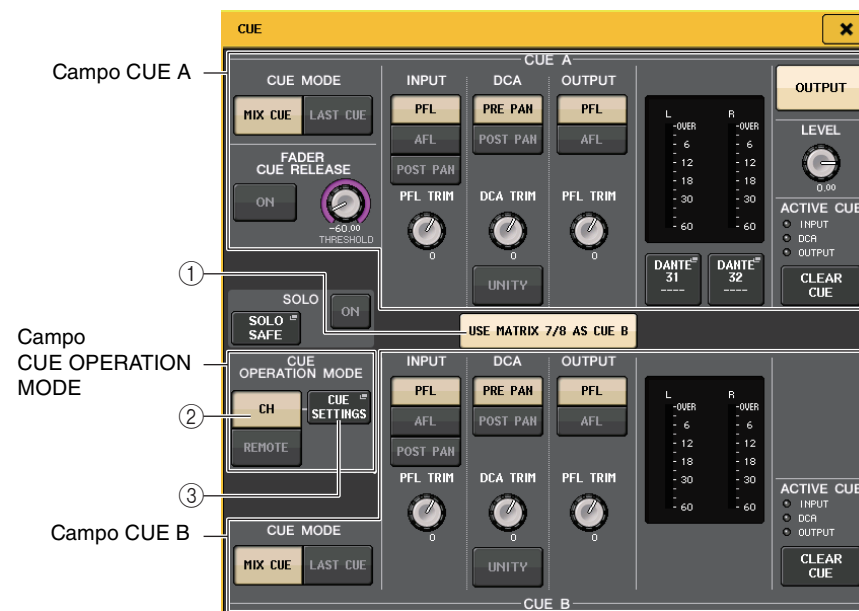 CUE
Campo CUE A
CUE A
CUE MODE
MIX CUE
LAST CUE
FADER
CUE RELEASE
ON
-60.00
THRESHOLD
INPUT
PFL
AFL
POST PAN
PFL TRIM
0
DCA
PRE PAN
POST PAN
DCA TRIM
0
UNITY
OUTPUT
PFL
AFL
PFL TRIM
0
L R
-OVER -OVER
- 6 - 6
- 12 - 12
- 18 - 18
- 30 - 30
- 60 - 60
DANTE
31
----
DANTE
32
----
OUTPUT
LEVEL
0.00
ACTIVE CUE
INPUT
DCA
OUTPUT
CLEAR
CUE
①
SOLO
SOLO
SAFE
ON
USE MATRIX 7/8 AS CUE B
Campo
CUE OPERATION
MODE
CUE
OPERATION MODE
②
CH
CUE
SETTINGS
REMOTE
③
Campo CUE B
CUE MODE
MIX CUE
LAST CUE
INPUT
PFL
AFL
POST PAN
PFL TRIM
0
DCA
PRE PAN
POST PAN
DCA TRIM
0
UNITY
OUTPUT
PFL
AFL
PFL TRIM
0
L R
-OVER -OVER
- 6 - 6
- 12 - 12
- 18 - 18
- 30 - 30
- 60 - 60
ACTIVE CUE
INPUT
DCA
OUTPUT
CLEAR
CUE
CUE B